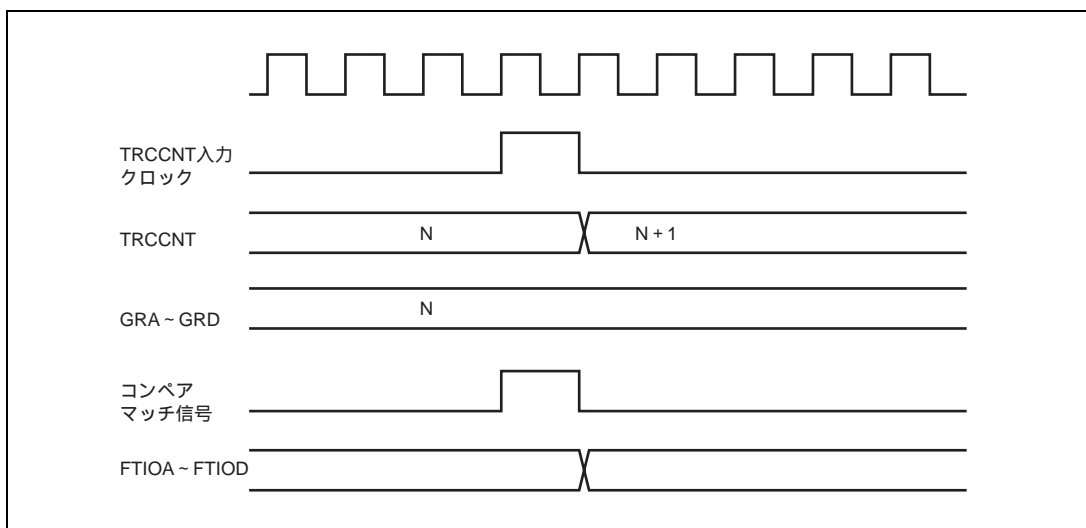 TRCCNT入力
クロック
TRCCNT
N
N + 1
GRA ~ GRD
N
コンペア
マッチ信号
FTIOA ~ FTIOD